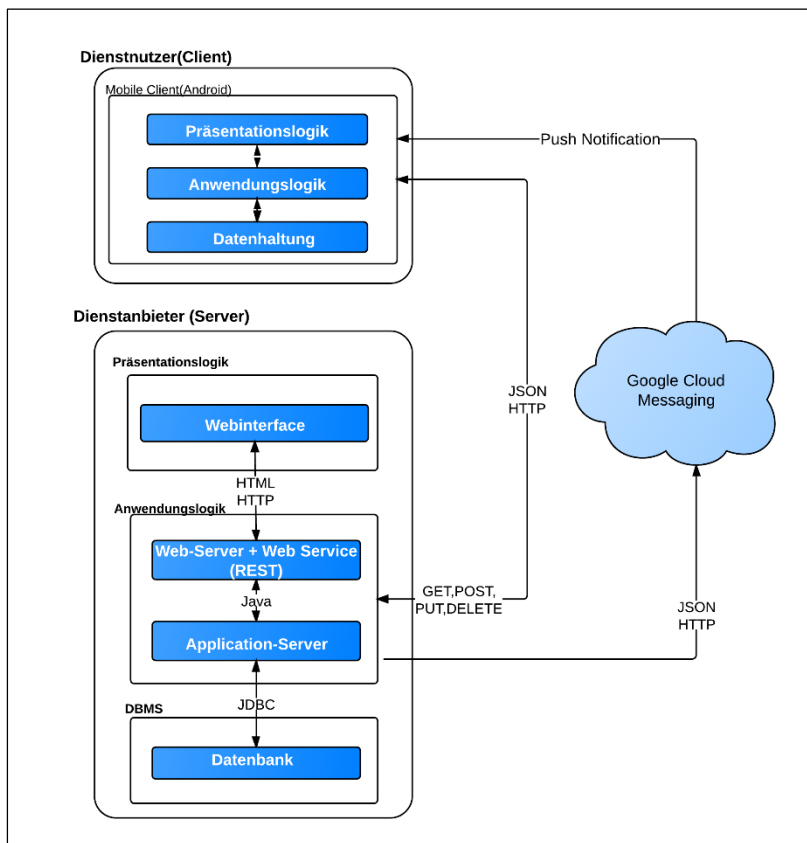 Dienstnutzer(Client)
Mobile Client(Android)
Präsentationslogik
Anwendungslogik
Datenhaltung
Push Notification
JSON
HTTP
Google Cloud
Messaging
Dienstanbieter (Server)
Präsentationslogik
Webinterface
HTML
HTTP
Anwendungslogik
Web-Server + Web Service
(REST)
Java
Application-Server
GET,POST,
PUT,DELETE
JSON
HTTP
JDBC
DBMS
Datenbank